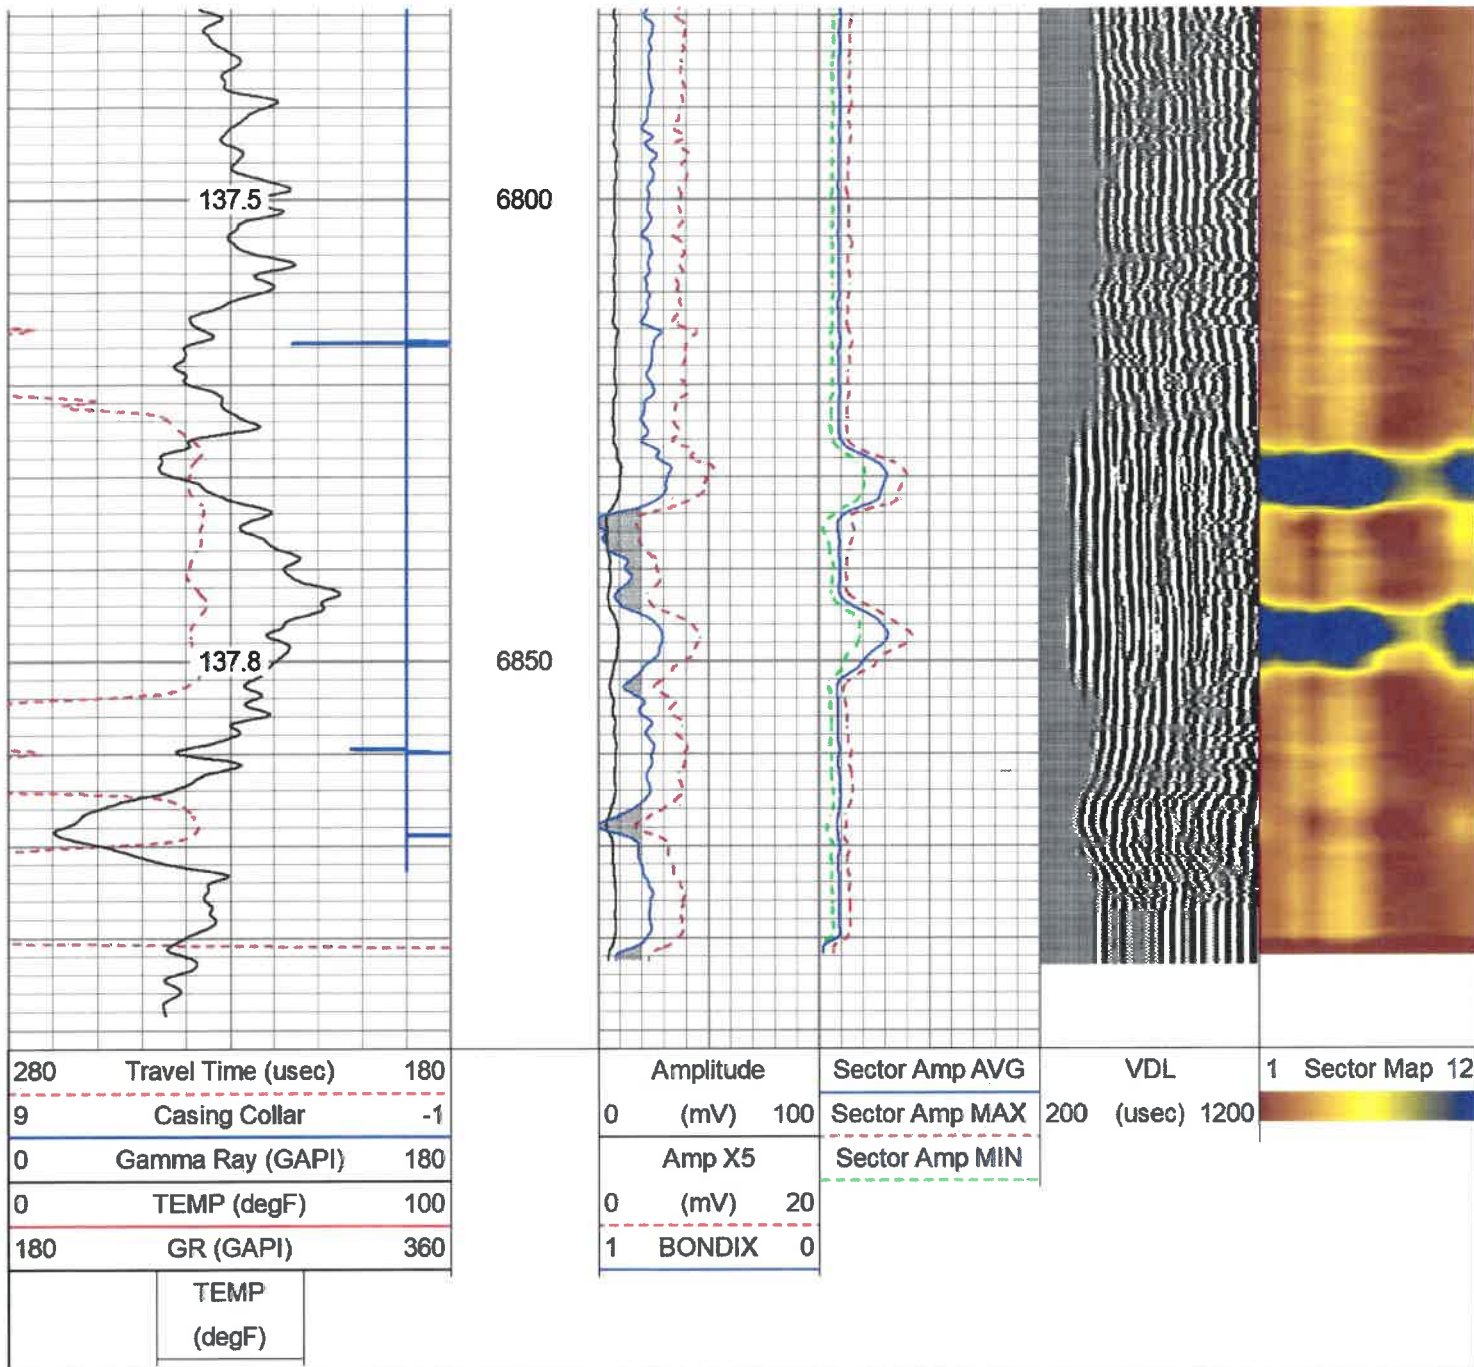 137.5
6800
137.8
6850
280 Travel Time (usec) 180
9 Casing Collar -1
0 Gamma Ray (GAPI) 180
0 TEMP (degF) 100
180 GR (GAPI) 360
TEMP
(degF)
Amplitude
0 (mV) 100
Amp X5
0 (mV) 20
1 BONDIX 0
Sector Amp AVG
Sector Amp MAX
Sector Amp MIN
VDL
200 (usec) 1200
1 Sector Map 12